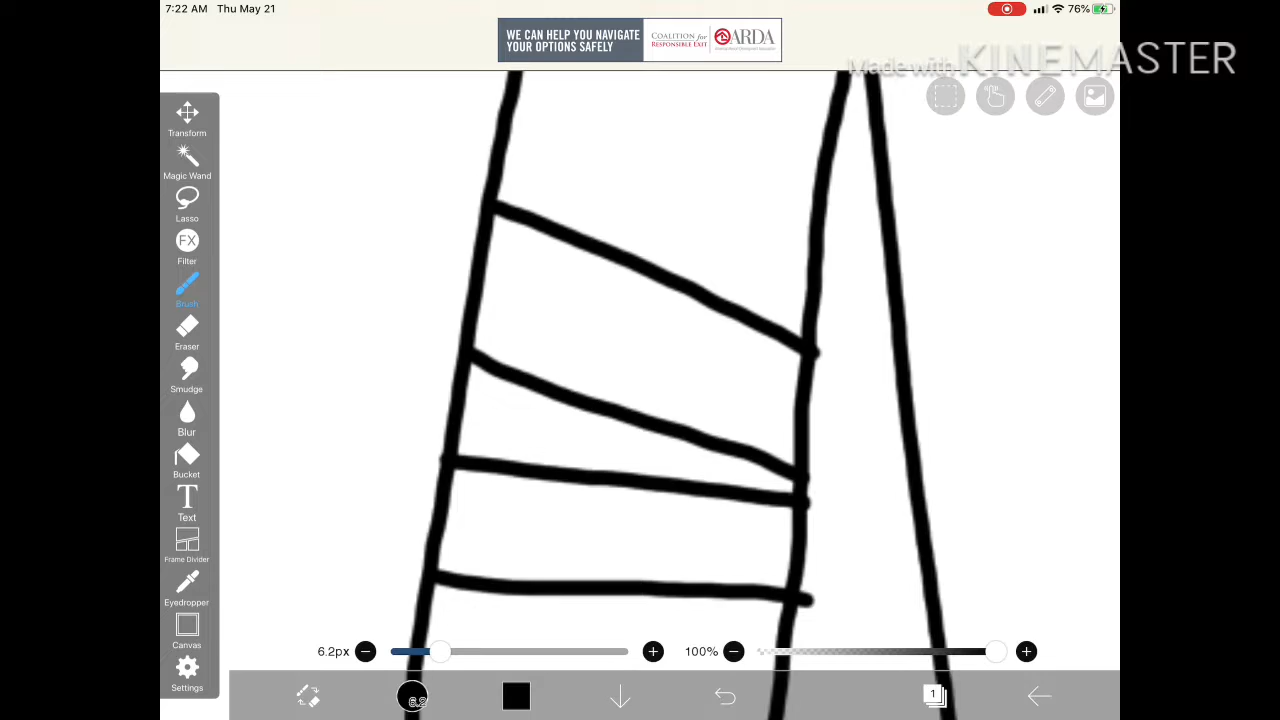 7:22 AM Thu May 21
76%
WE CAN HELP YOU NAVIGATE
YOUR OPTIONS SAFELY
COALITION for
RESPONSIBLE EXIT
ARDA
Made with KINEMASTER
Transform
Magic Wand
Lasso
FX
Filter
Brush
Eraser
Smudge
Blur
Bucket
T
Text
Frame Divider
Eyedropper
Canvas
Settings
6.2px
100%
6.2
1